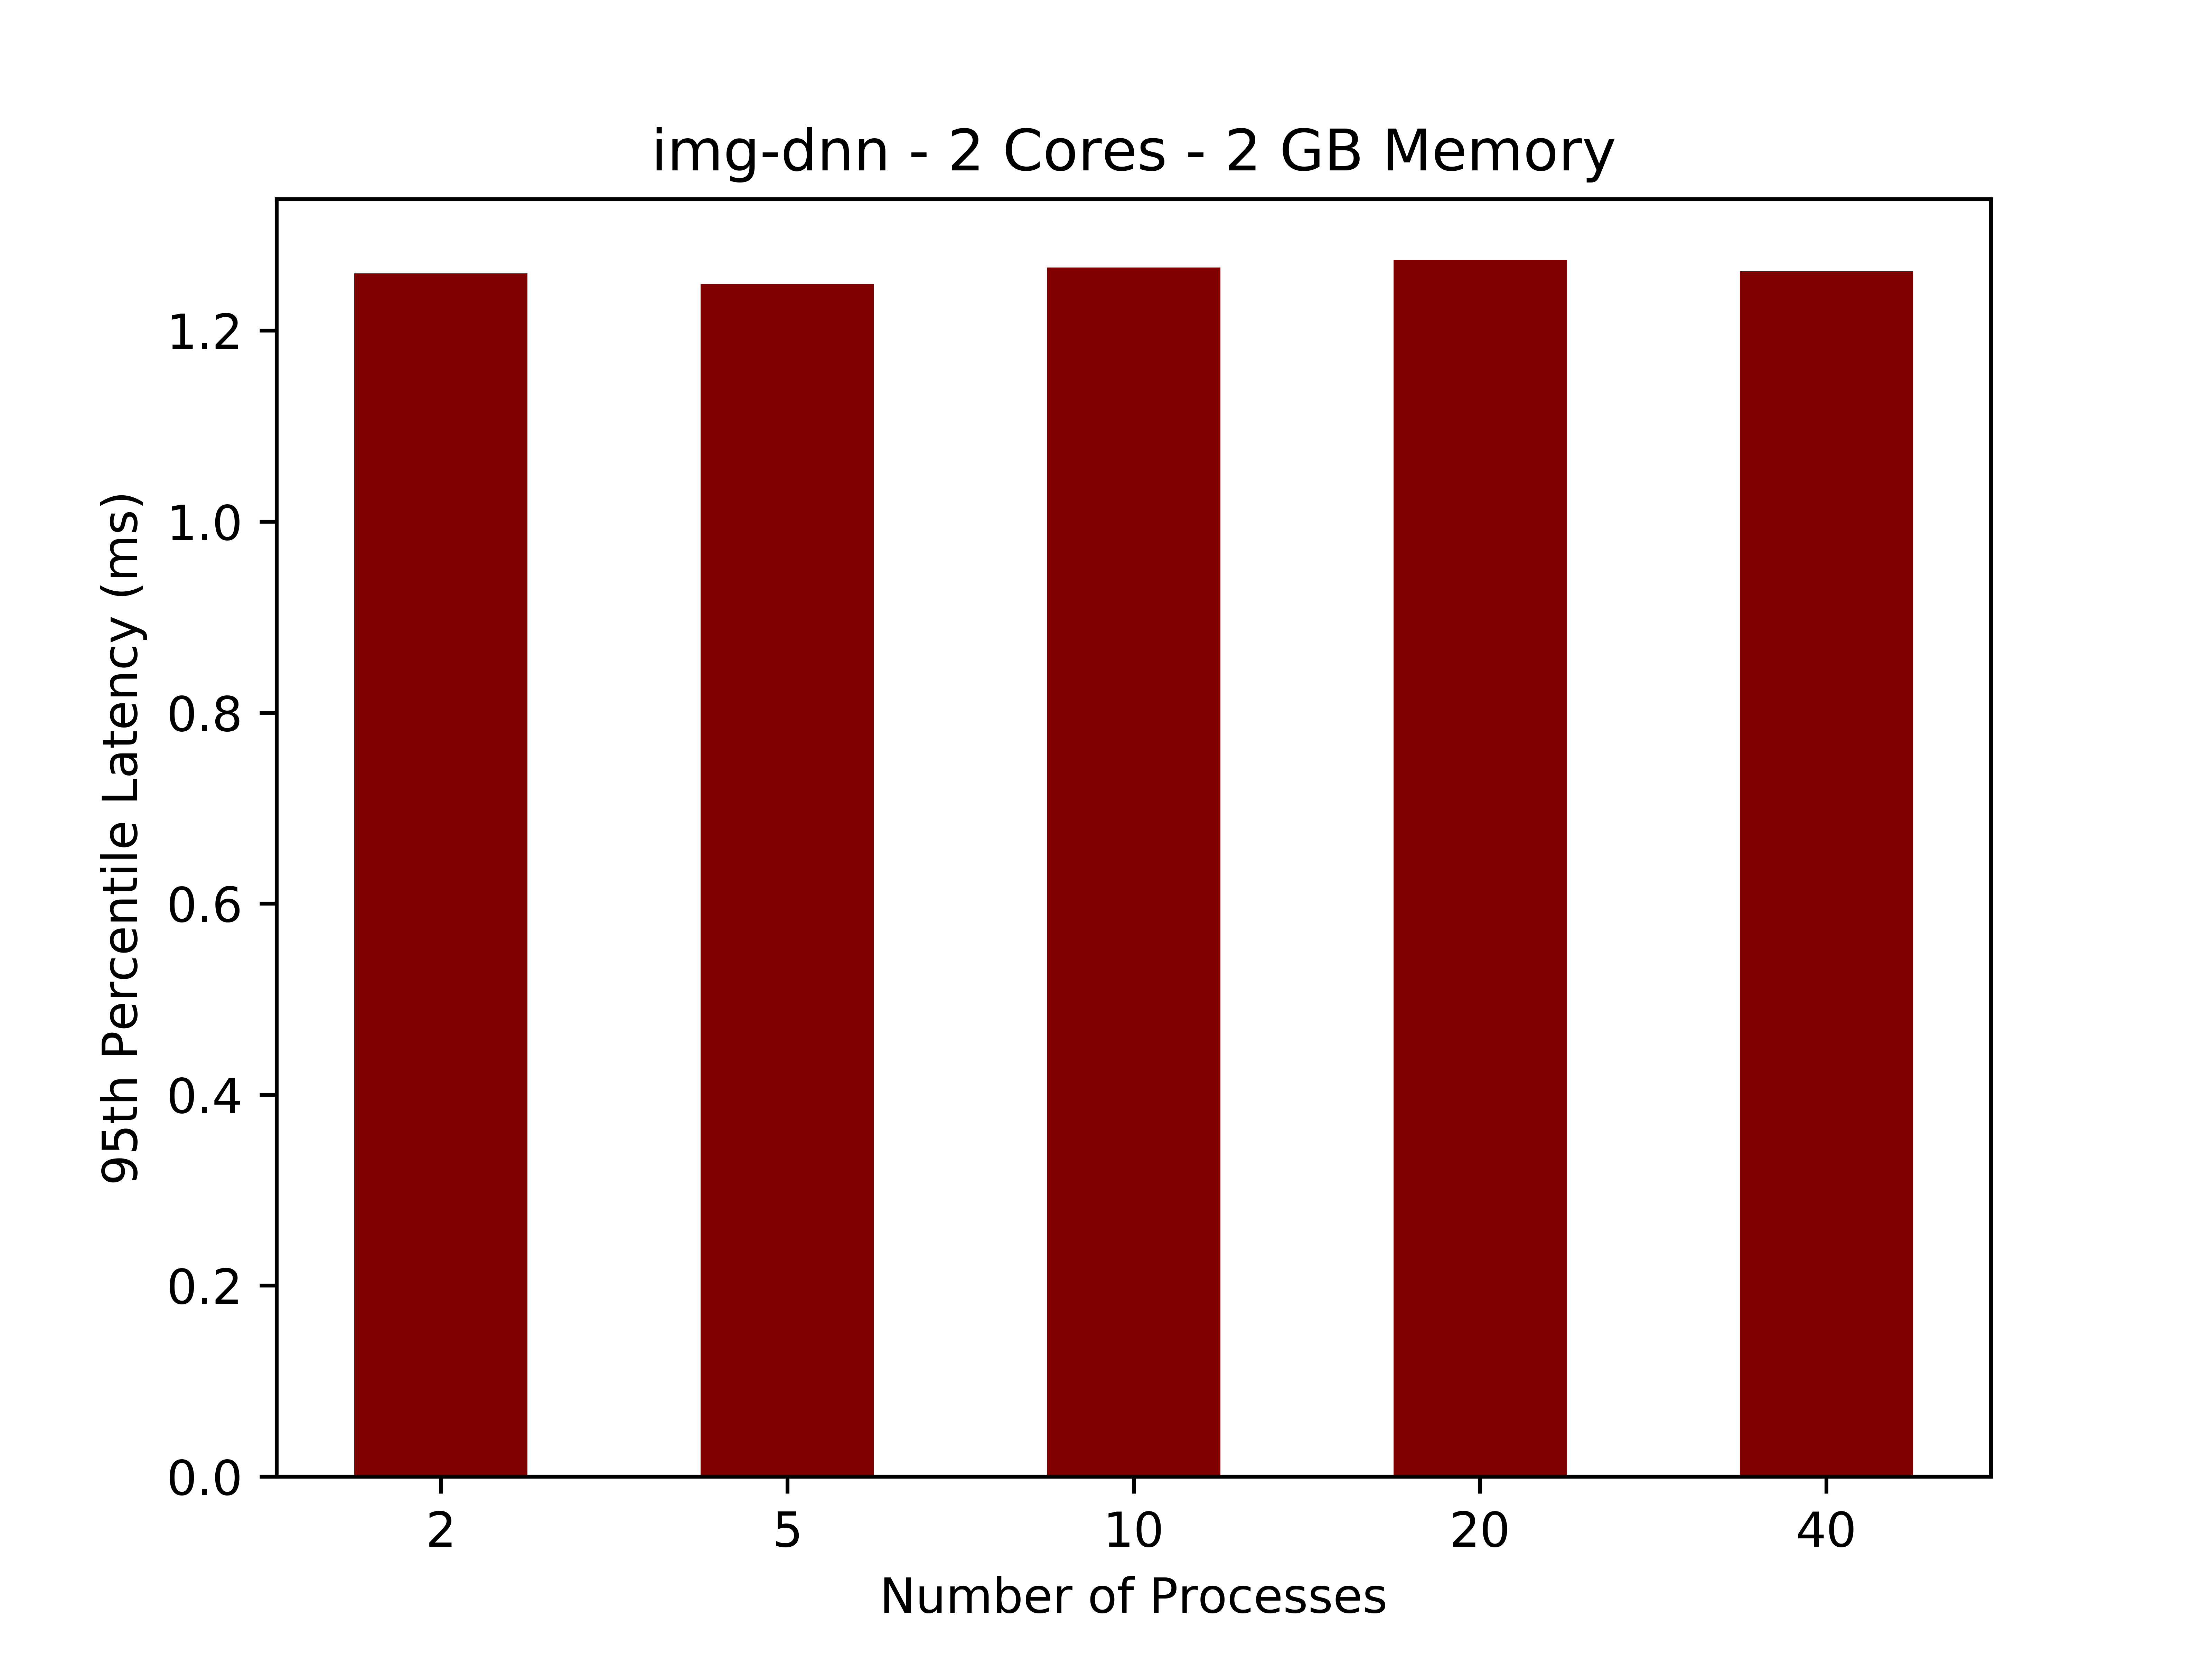 img-dnn - 2 Cores - 2 GB Memory
95th Percentile Latency (ms)
1.2
1.0
0.8
0.6
0.4
0.2
0.0
2 5 10 20 40
Number of Processes